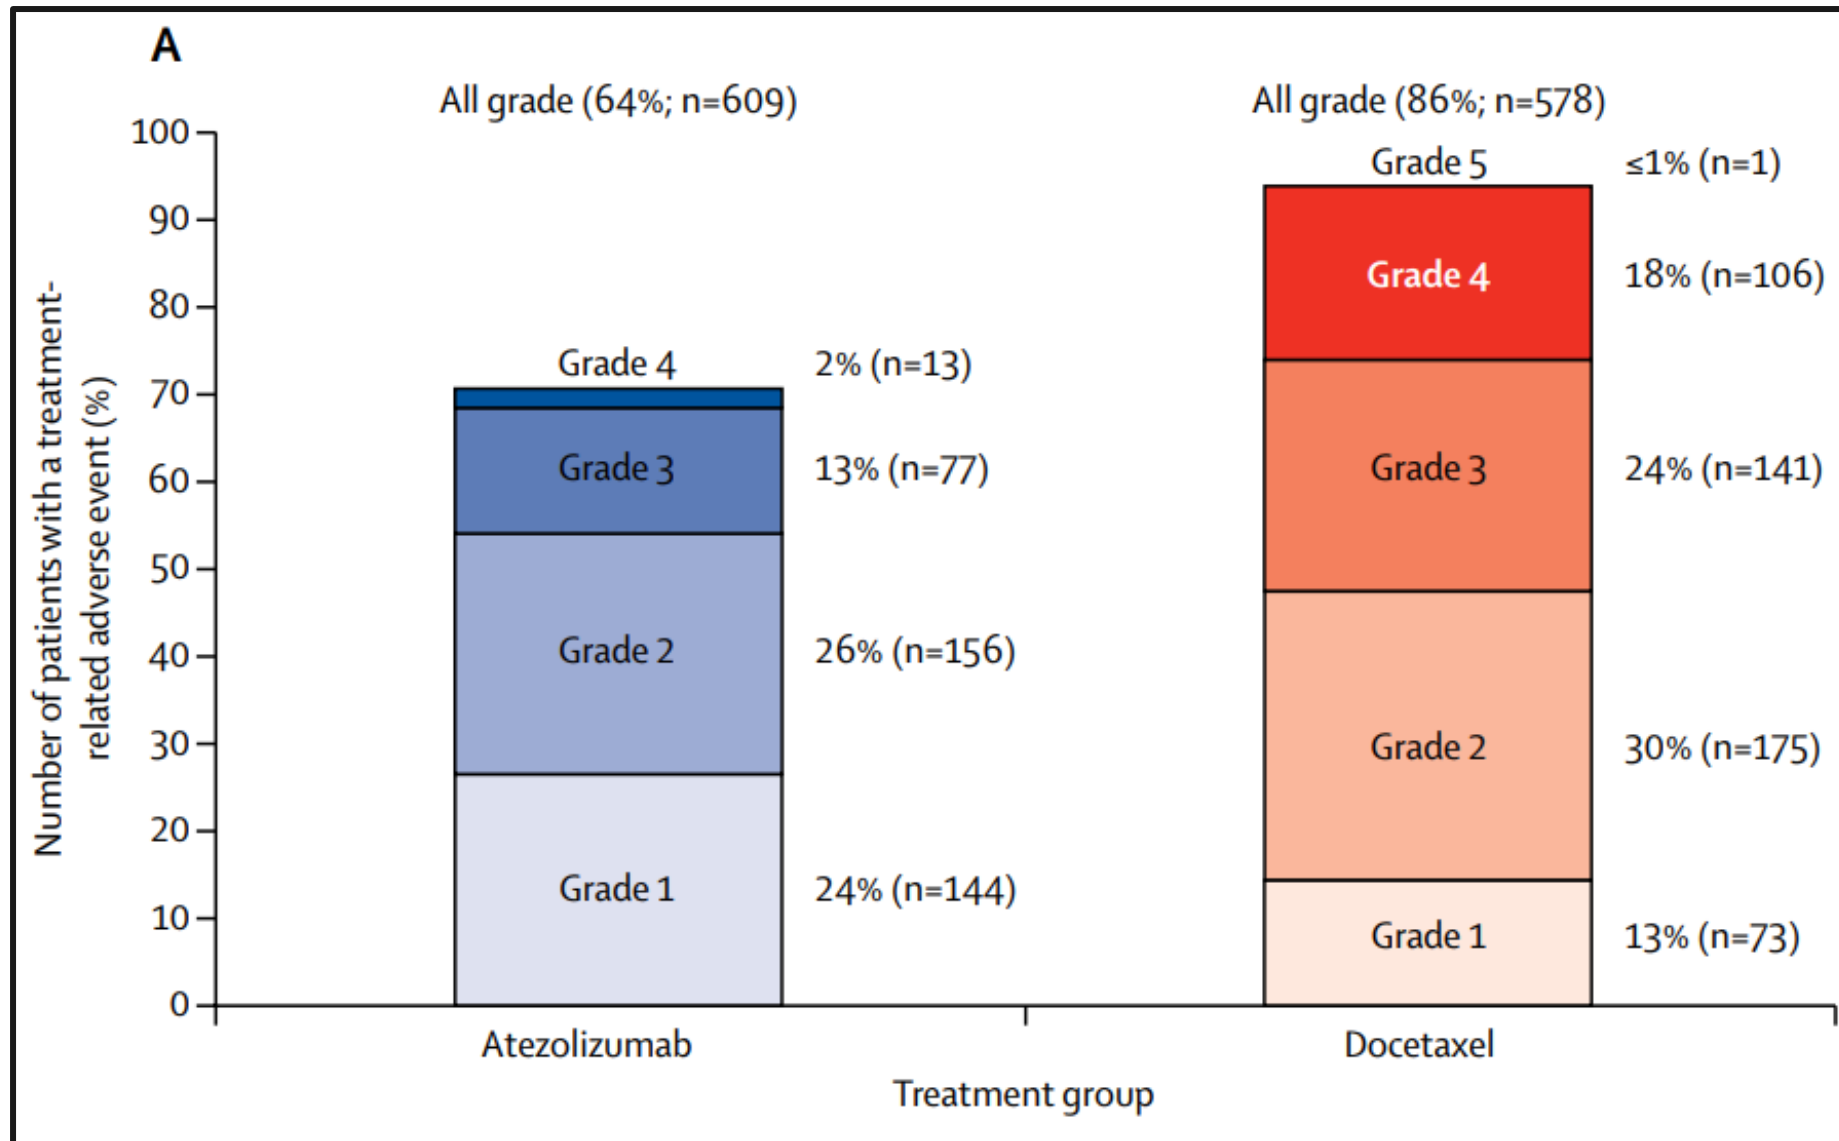 A
All grade (64%; n=609)
All grade (86%; n=578)
Number of patients with a treatment-
related adverse event (%)
100
90
80
70
60
50
40
30
20
10
0
Grade 4 2% (n=13)
Grade 3 13% (n=77)
Grade 2 26% (n=156)
Grade 1 24% (n=144)
Grade 5 ≤1% (n=1)
Grade 4 18% (n=106)
Grade 3 24% (n=141)
Grade 2 30% (n=175)
Grade 1 13% (n=73)
Atezolizumab
Docetaxel
Treatment group